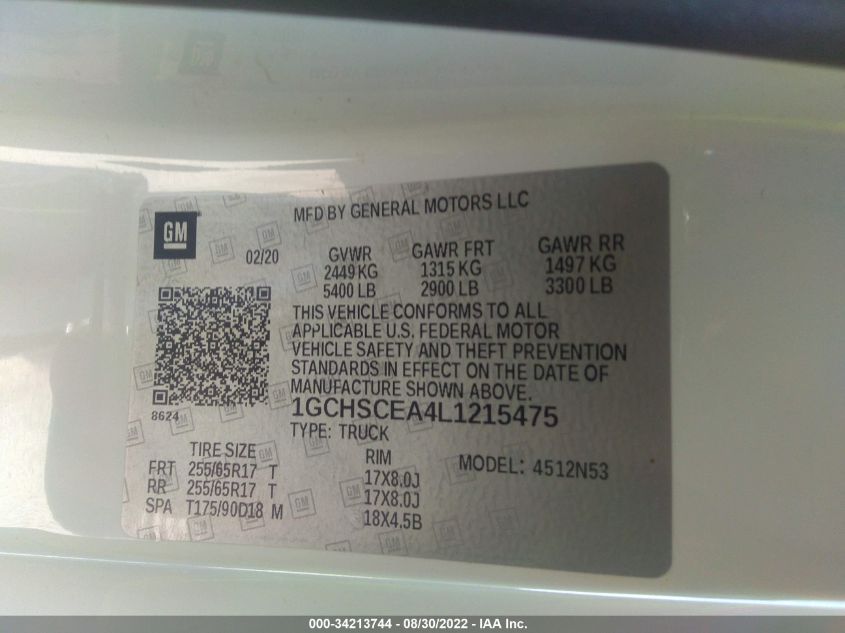 GM
MFD BY GENERAL MOTORS LLC
02/20
GVWR GAWR FRT GAWR RR
2449 KG 1315 KG 1497 KG
5400 LB 2900 LB 3300 LB
THIS VEHICLE CONFORMS TO ALL
APPLICABLE U.S. FEDERAL MOTOR
VEHICLE SAFETY AND THEFT PREVENTION
STANDARDS IN EFFECT ON THE DATE OF
MANUFACTURE SHOWN ABOVE.
8624
1GCHSCEA4L1215475
TYPE: TRUCK
TIRE SIZE RIM MODEL: 4512N53
FRT 255/65R17 T 17X8.0J
RR 255/65R17 T 17X8.0J
SPA T175/90D18 M 18X4.5B
000-34213744 - 08/30/2022 - IAA Inc.